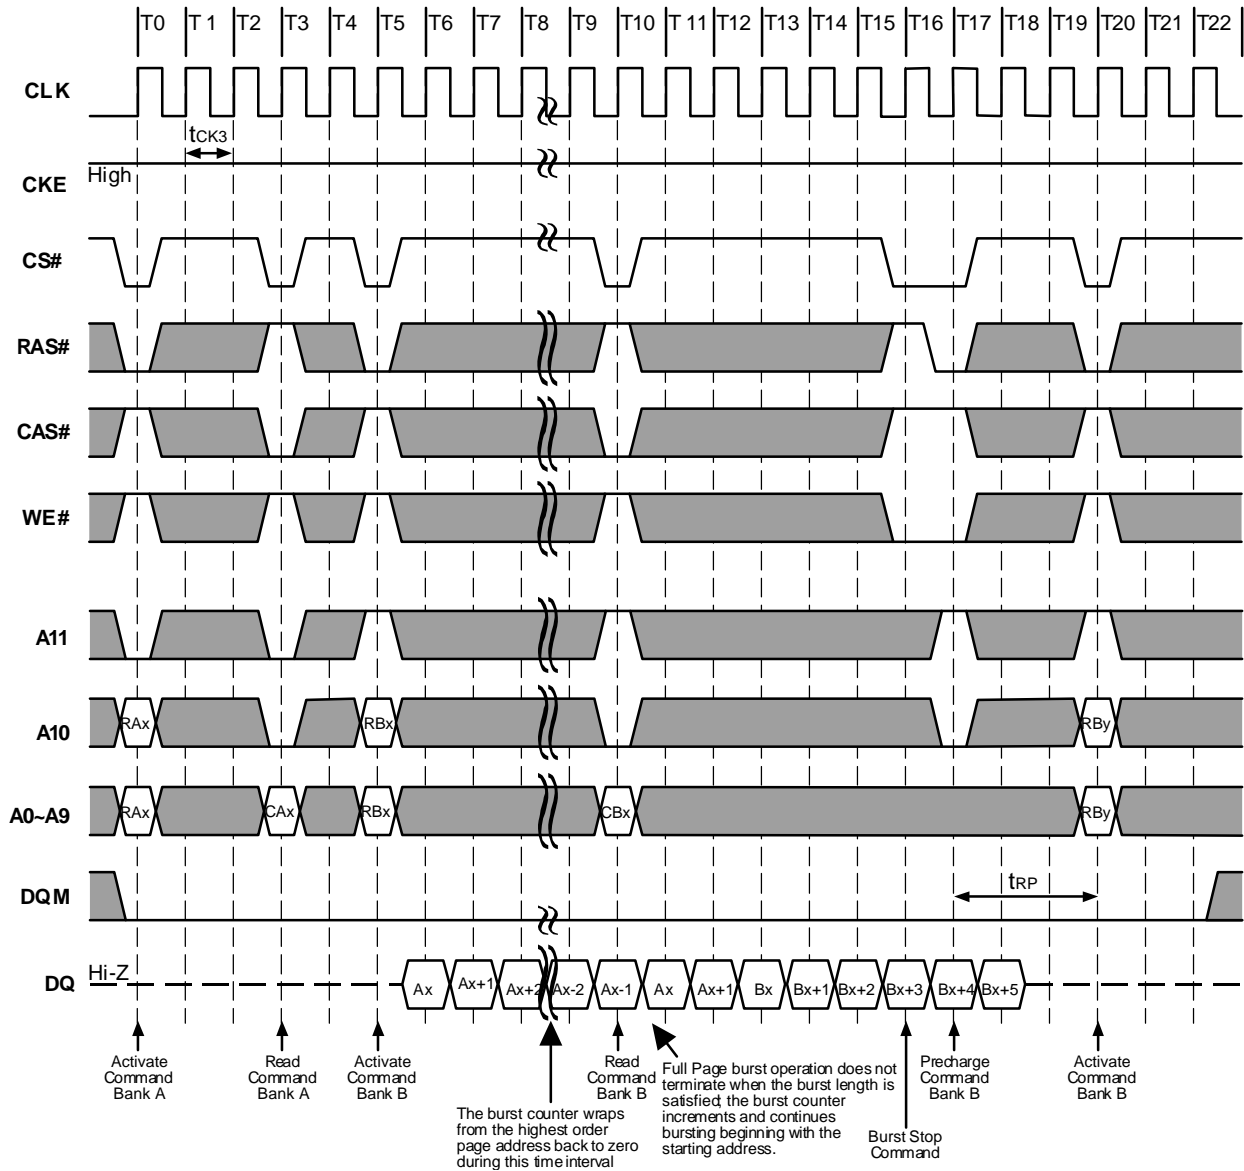 T0 T 1 T2 T3 T4 T5 T6 T7 T8 T9 T10 T 11 T12 T13 T14 T15 T16 T17 T18 T19 T20 T21 T22
CLK
tCK3
High
CKE
CS#
RAS#
CAS#
WE#
A11
A10
RAx RBx RBy
A0~A9
RAx CAx RBx CBx RBy
DQM
tRP
DQ
Hi-Z
Ax Ax+1 Ax+2 Ax-2 Ax-1 Ax Ax+1 Bx Bx+1 Bx+2 Bx+3 Bx+4 Bx+5
Activate
Command
Bank A
Read
Command
Bank A
Activate
Command
Bank B
The burst counter wraps
from the highest order
page address back to zero
during this time interval
Read
Command
Bank B
Full Page burst operation does not
terminate when the burst length is
satisfied; the burst counter
increments and continues
bursting beginning with the
starting address.
Burst Stop
Command
Precharge
Command
Bank B
Activate
Command
Bank B